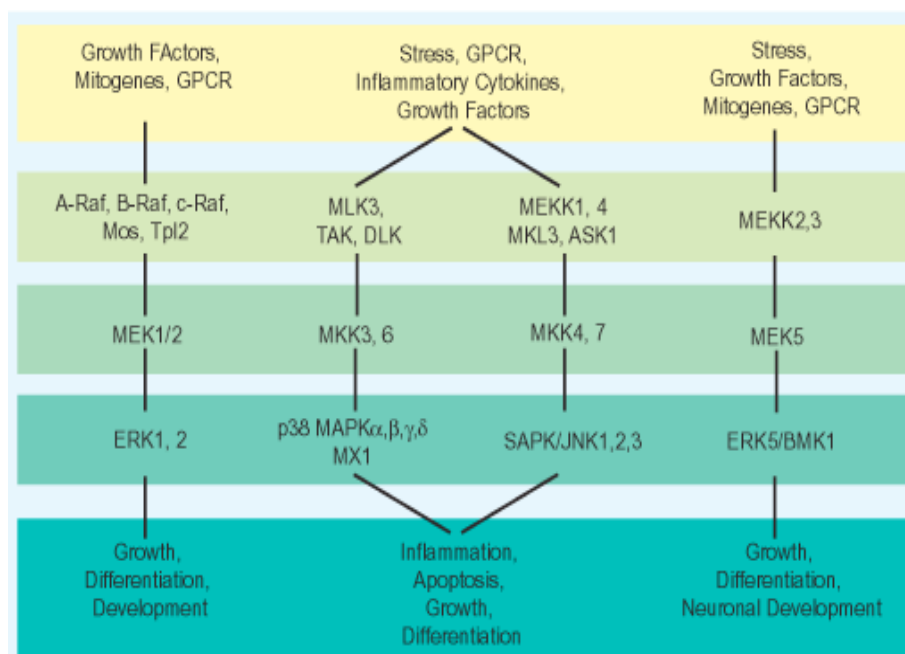 Growth FActors,
Mitogenes, GPCR
Stress, GPCR,
Inflammatory Cytokines,
Growth Factors
Stress,
Growth Factors,
Mitogenes, GPCR
A-Raf, B-Raf, c-Raf,
Mos, Tpl2
MLK3,
TAK, DLK
MEKK1, 4
MKL3, ASK1
MEKK2,3
MEK1/2
MKK3, 6
MKK4, 7
MEK5
ERK1, 2
p38 MAPKα,β,γ,δ
MX1
SAPK/JNK1,2,3
ERK5/BMK1
Growth,
Differentiation,
Development
Inflammation,
Apoptosis,
Growth,
Differentiation
Growth,
Differentiation,
Neuronal Development